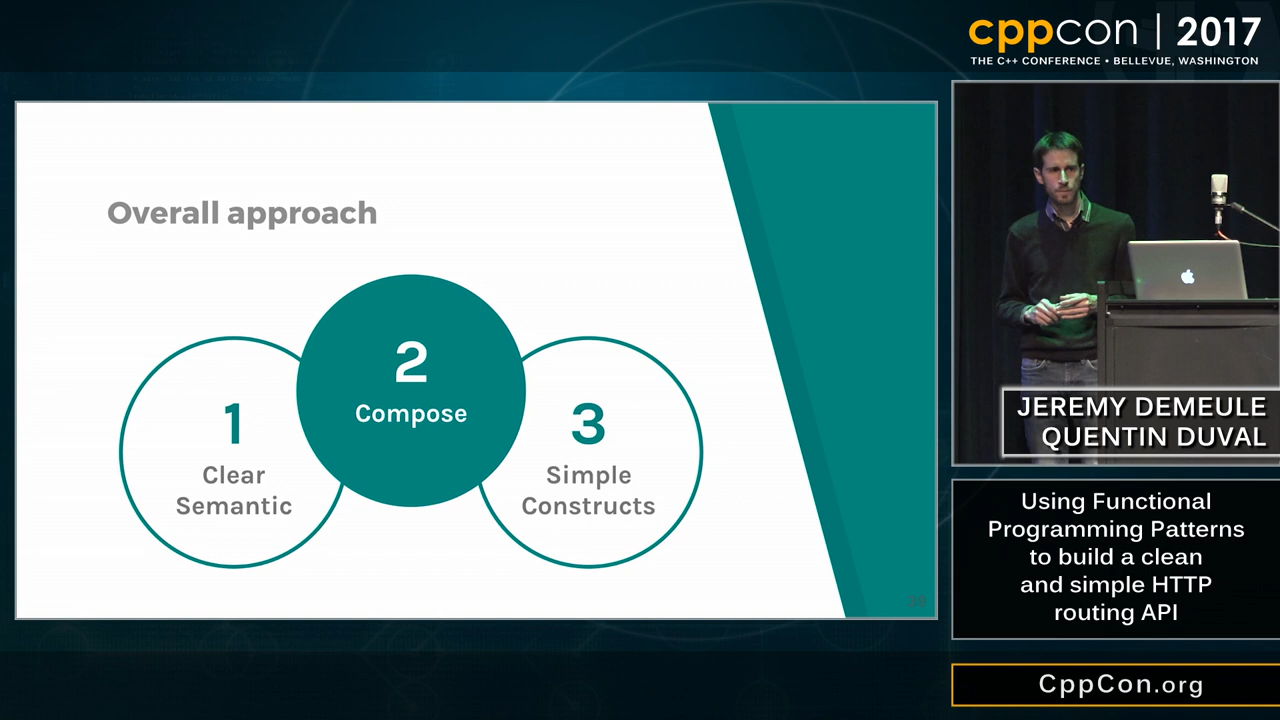 cppcon | 2017
THE C++ CONFERENCE • BELLEVUE, WASHINGTON
Overall approach
1
Clear
Semantic
2
Compose
3
Simple
Constructs
JEREMY DEMEULE
QUENTIN DUVAL
Using Functional
Programming Patterns
to build a clean
and simple HTTP
routing API
CppCon.org